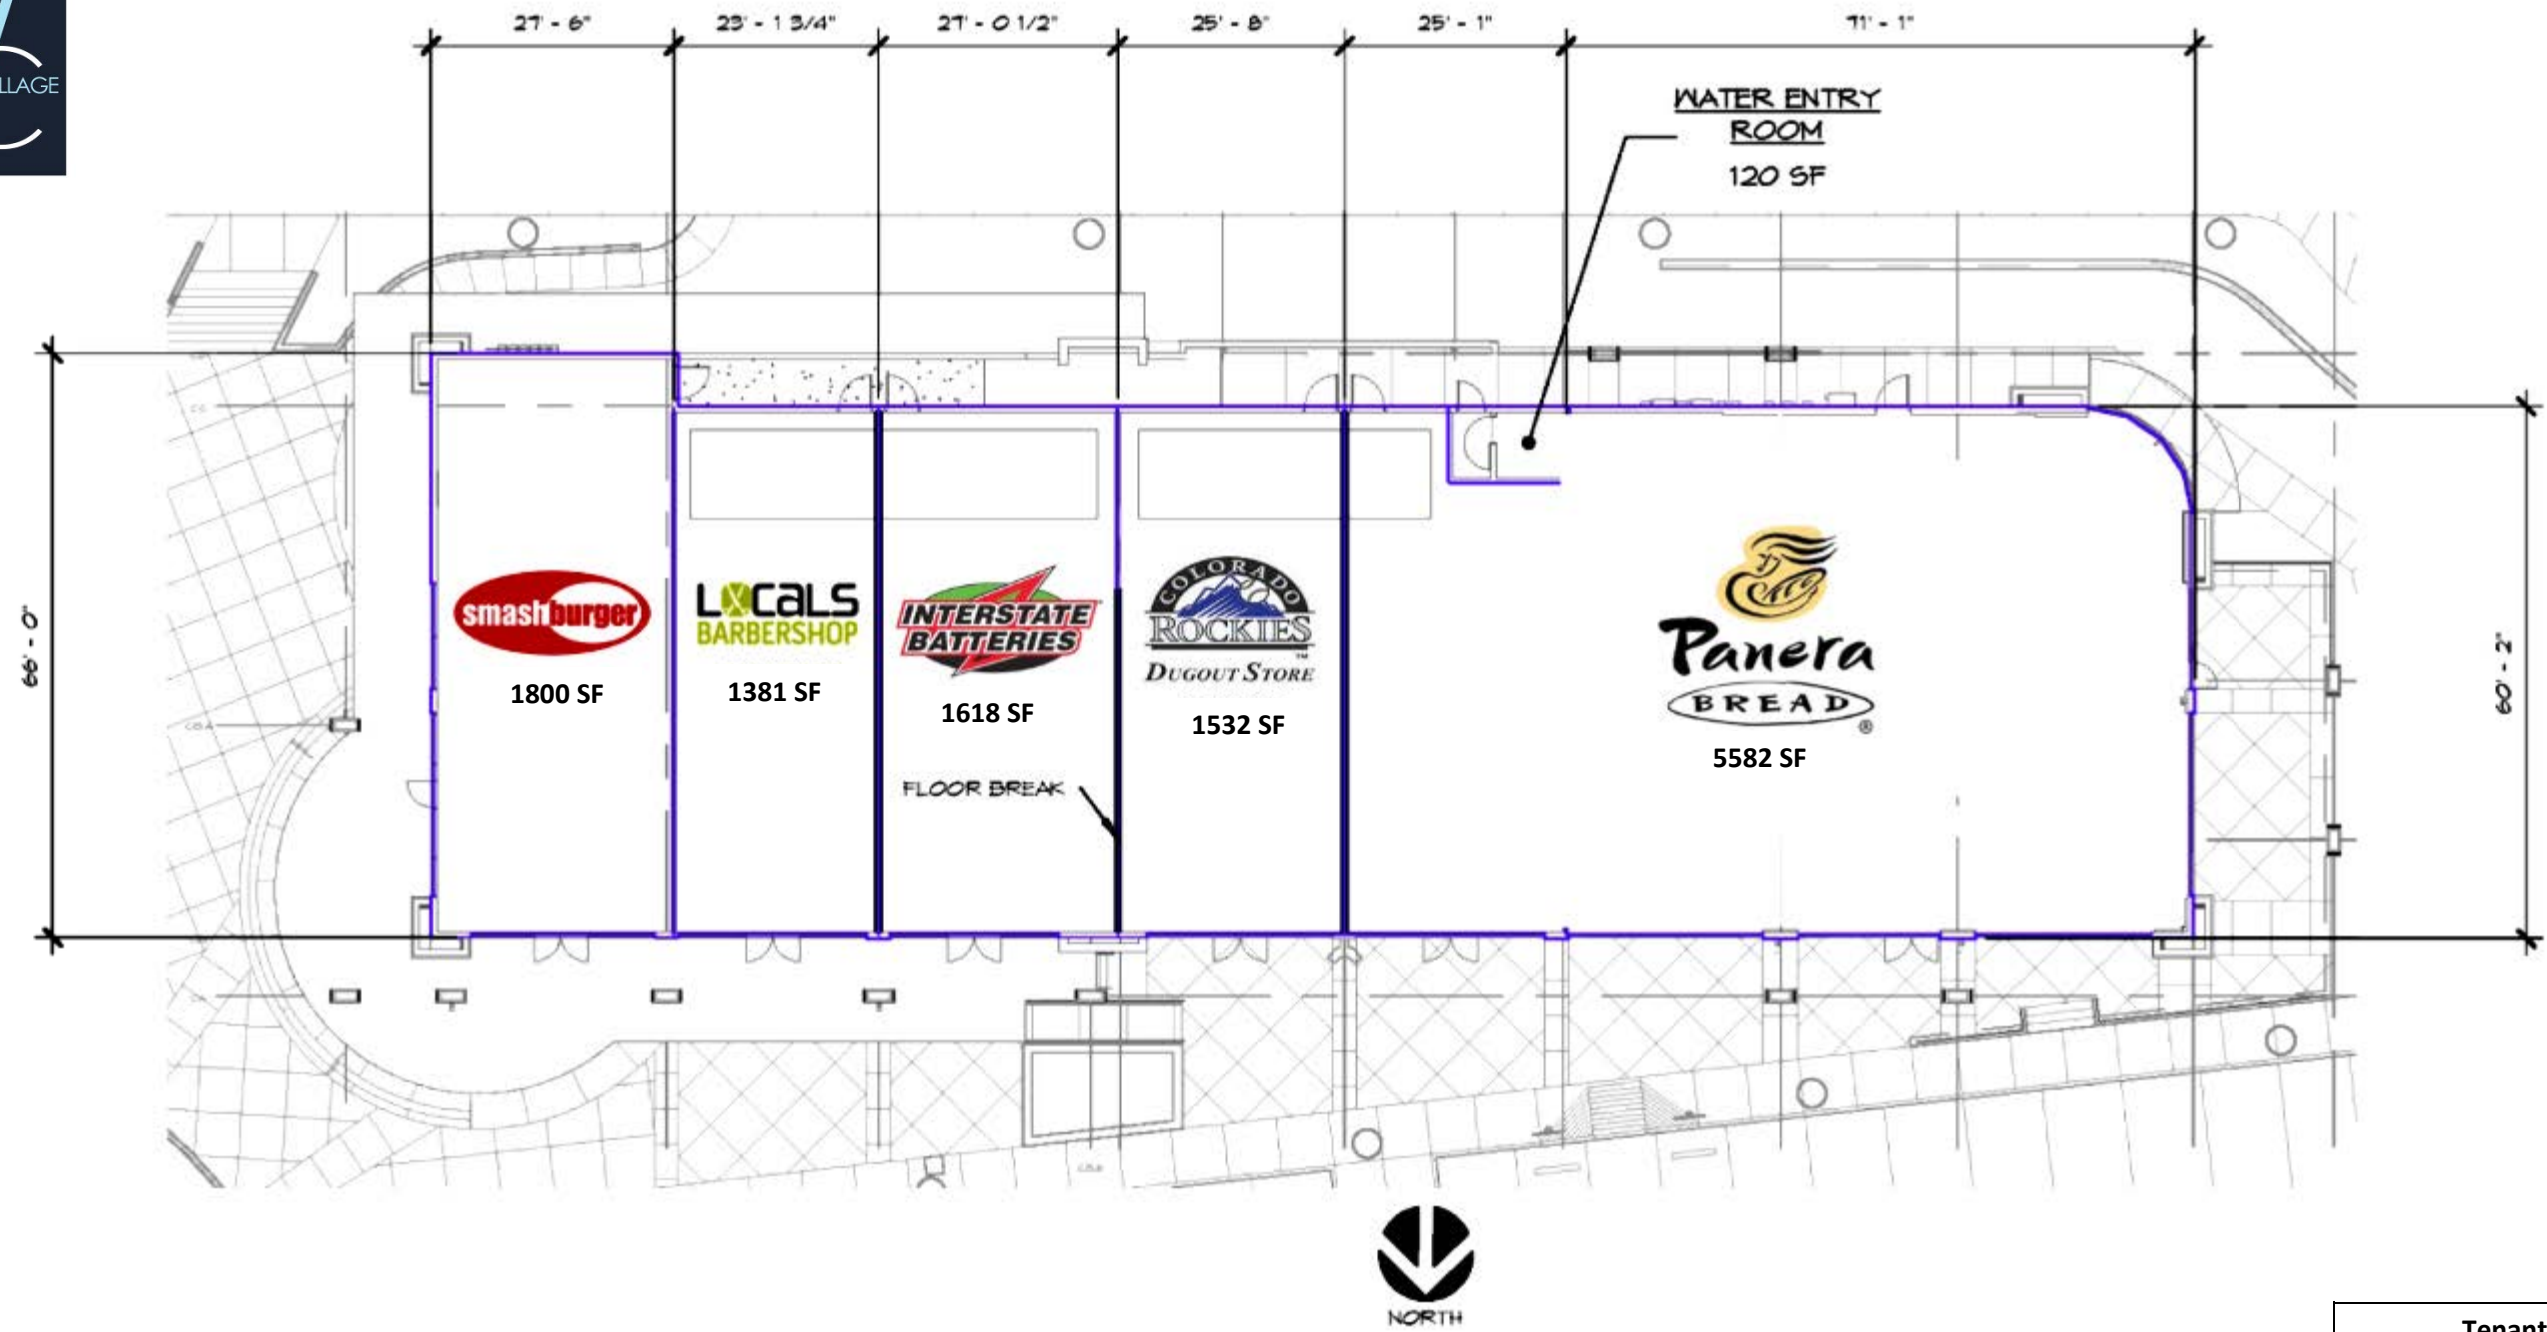 LLAGE
27' - 6"
23' - 1 3/4"
27' - 0 1/2"
25' - 8"
25' - 1"
71' - 1"
WATER ENTRY
ROOM
120 SF
66' - 0"
60' - 2"
smashburger
1800 SF
LOCALS
BARBERSHOP
1381 SF
INTERSTATE
BATTERIES
1618 SF
FLOOR BREAK
COLORADO
ROCKIES
TM
DUGOUT STORE
1532 SF
Panera
BREAD
®
5582 SF
NORTH
Tenant